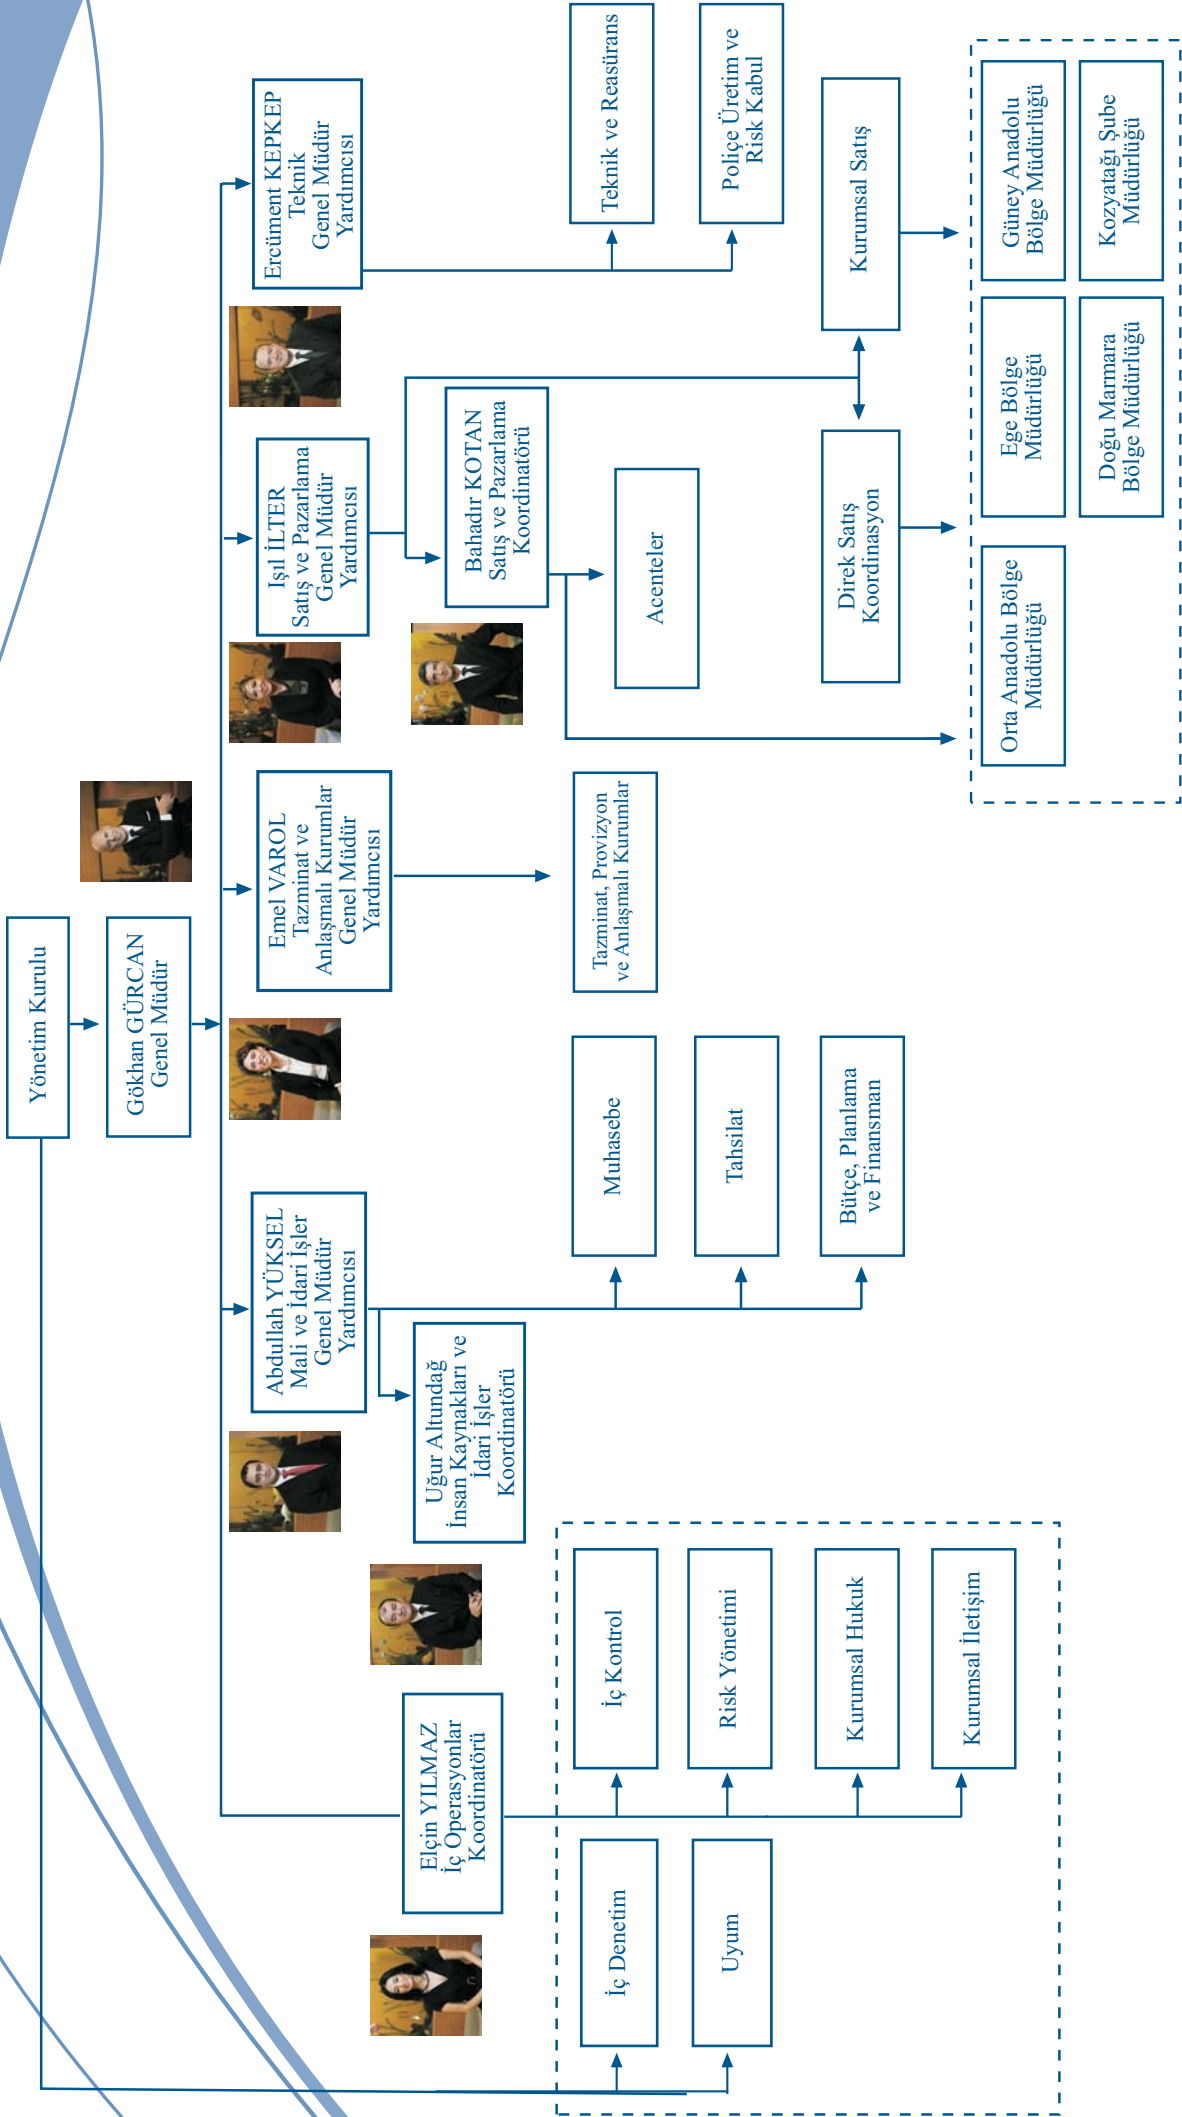 Yönetim Kurulu
Gökhan GÜRCAN
Genel Müdür
Elçin YILMAZ
İç Operasyonlar
Koordinatörü
Abdullah YÜKSEL
Mali ve İdari İşler
Genel Müdür
Yardımcısı
Emel VAROL
Tazminat ve
Anlaşmalı Kurumlar
Genel Müdür
Yardımcısı
Işıl İLTER
Satış ve Pazarlama
Genel Müdür
Yardımcısı
Ercüment KEPKEP
Teknik
Genel Müdür
Yardımcısı
Uğur Altundağ
İnsan Kaynakları ve
İdari İşler
Koordinatörü
Bahadır KOTAN
Satış ve Pazarlama
Koordinatörü
İç Denetim
Uyum
İç Kontrol
Risk Yönetimi
Kurumsal Hukuk
Kurumsal İletişim
Muhasebe
Tahsilat
Bütçe, Planlama
ve Finansman
Tazminat, Provizyon
ve Anlaşmalı Kurumlar
Acenteler
Teknik ve Reasürans
Poliçe Üretim ve
Risk Kabul
Direk Satış
Koordinasyon
Kurumsal Satış
Orta Anadolu Bölge
Müdürlüğü
Ege Bölge
Müdürlüğü
Güney Anadolu
Bölge Müdürlüğü
Doğu Marmara
Bölge Müdürlüğü
Kozyatağı Şube
Müdürlüğü